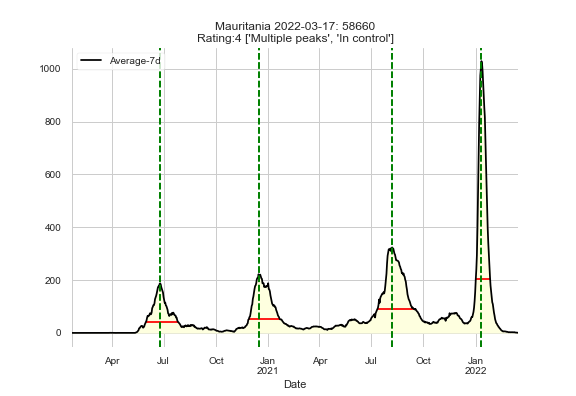 Mauritania 2022-03-17: 58660
Rating:4 ['Multiple peaks', 'In control']
Average-7d
1000
800
600
400
200
0
Apr Jul Oct Jan Apr Jul Oct Jan
2021 2022
Date